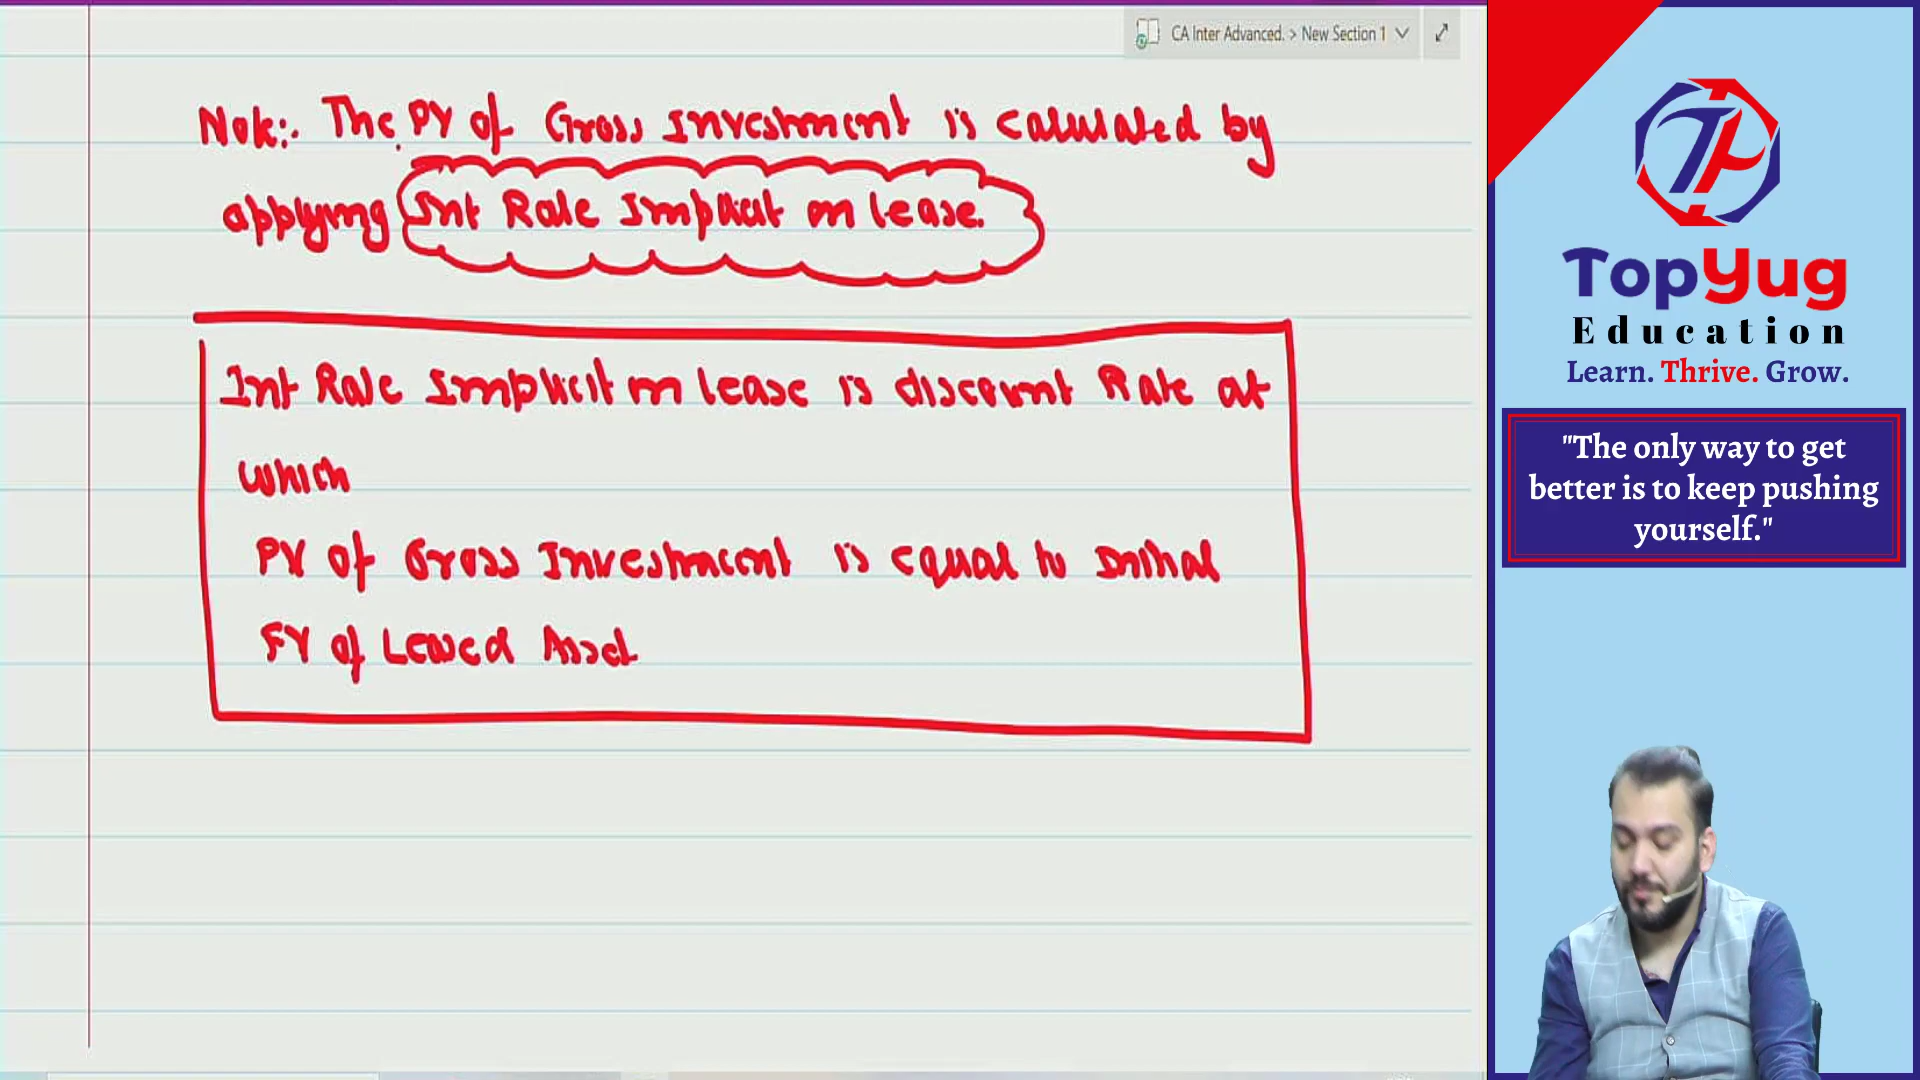 CA Inter Advanced. > New Section 1
Note:. The PV of Gross Investment is calculated by
applying Int Rate Implicit on lease.
Int Rate Implicit on lease is discount Rate at
which
PV of Gross Investment is equal to Initial
FV of Leased Asset
TopYug
Education
Learn. Thrive. Grow.
"The only way to get
better is to keep pushing
yourself."